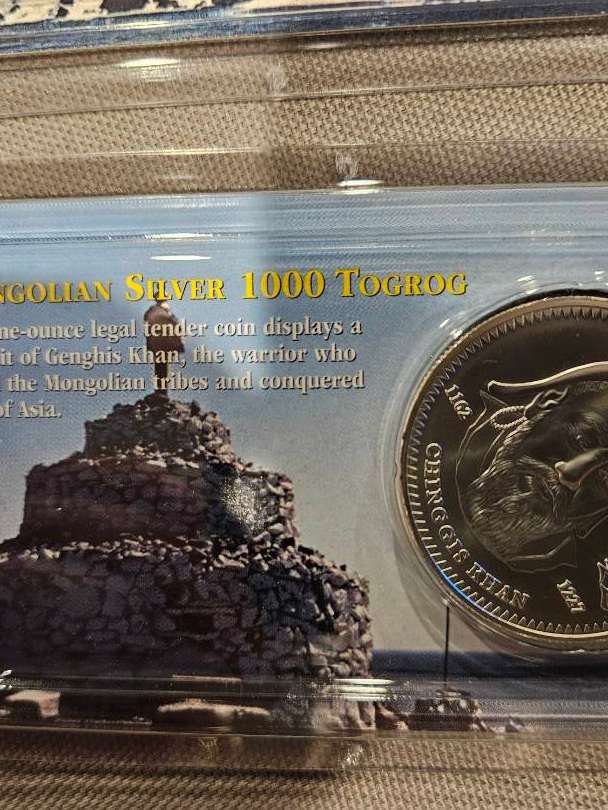 NGOLIAN SILVER 1000 TOGROG
ne-ounce legal tender coin displays a
it of Genghis Khan, the warrior who
the Mongolian tribes and conquered
of Asia.
1162
CHINGGIS KHAN
1227